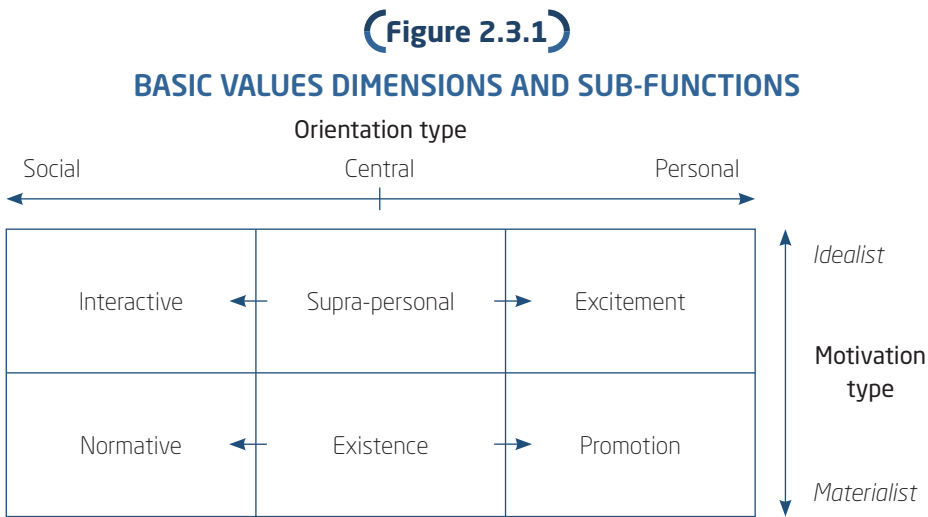 Figure 2.3.1
BASIC VALUES DIMENSIONS AND SUB-FUNCTIONS
Orientation type
Social Central Personal
Idealist
Interactive Supra-personal Excitement
Motivation
type
Normative Existence Promotion
Materialist